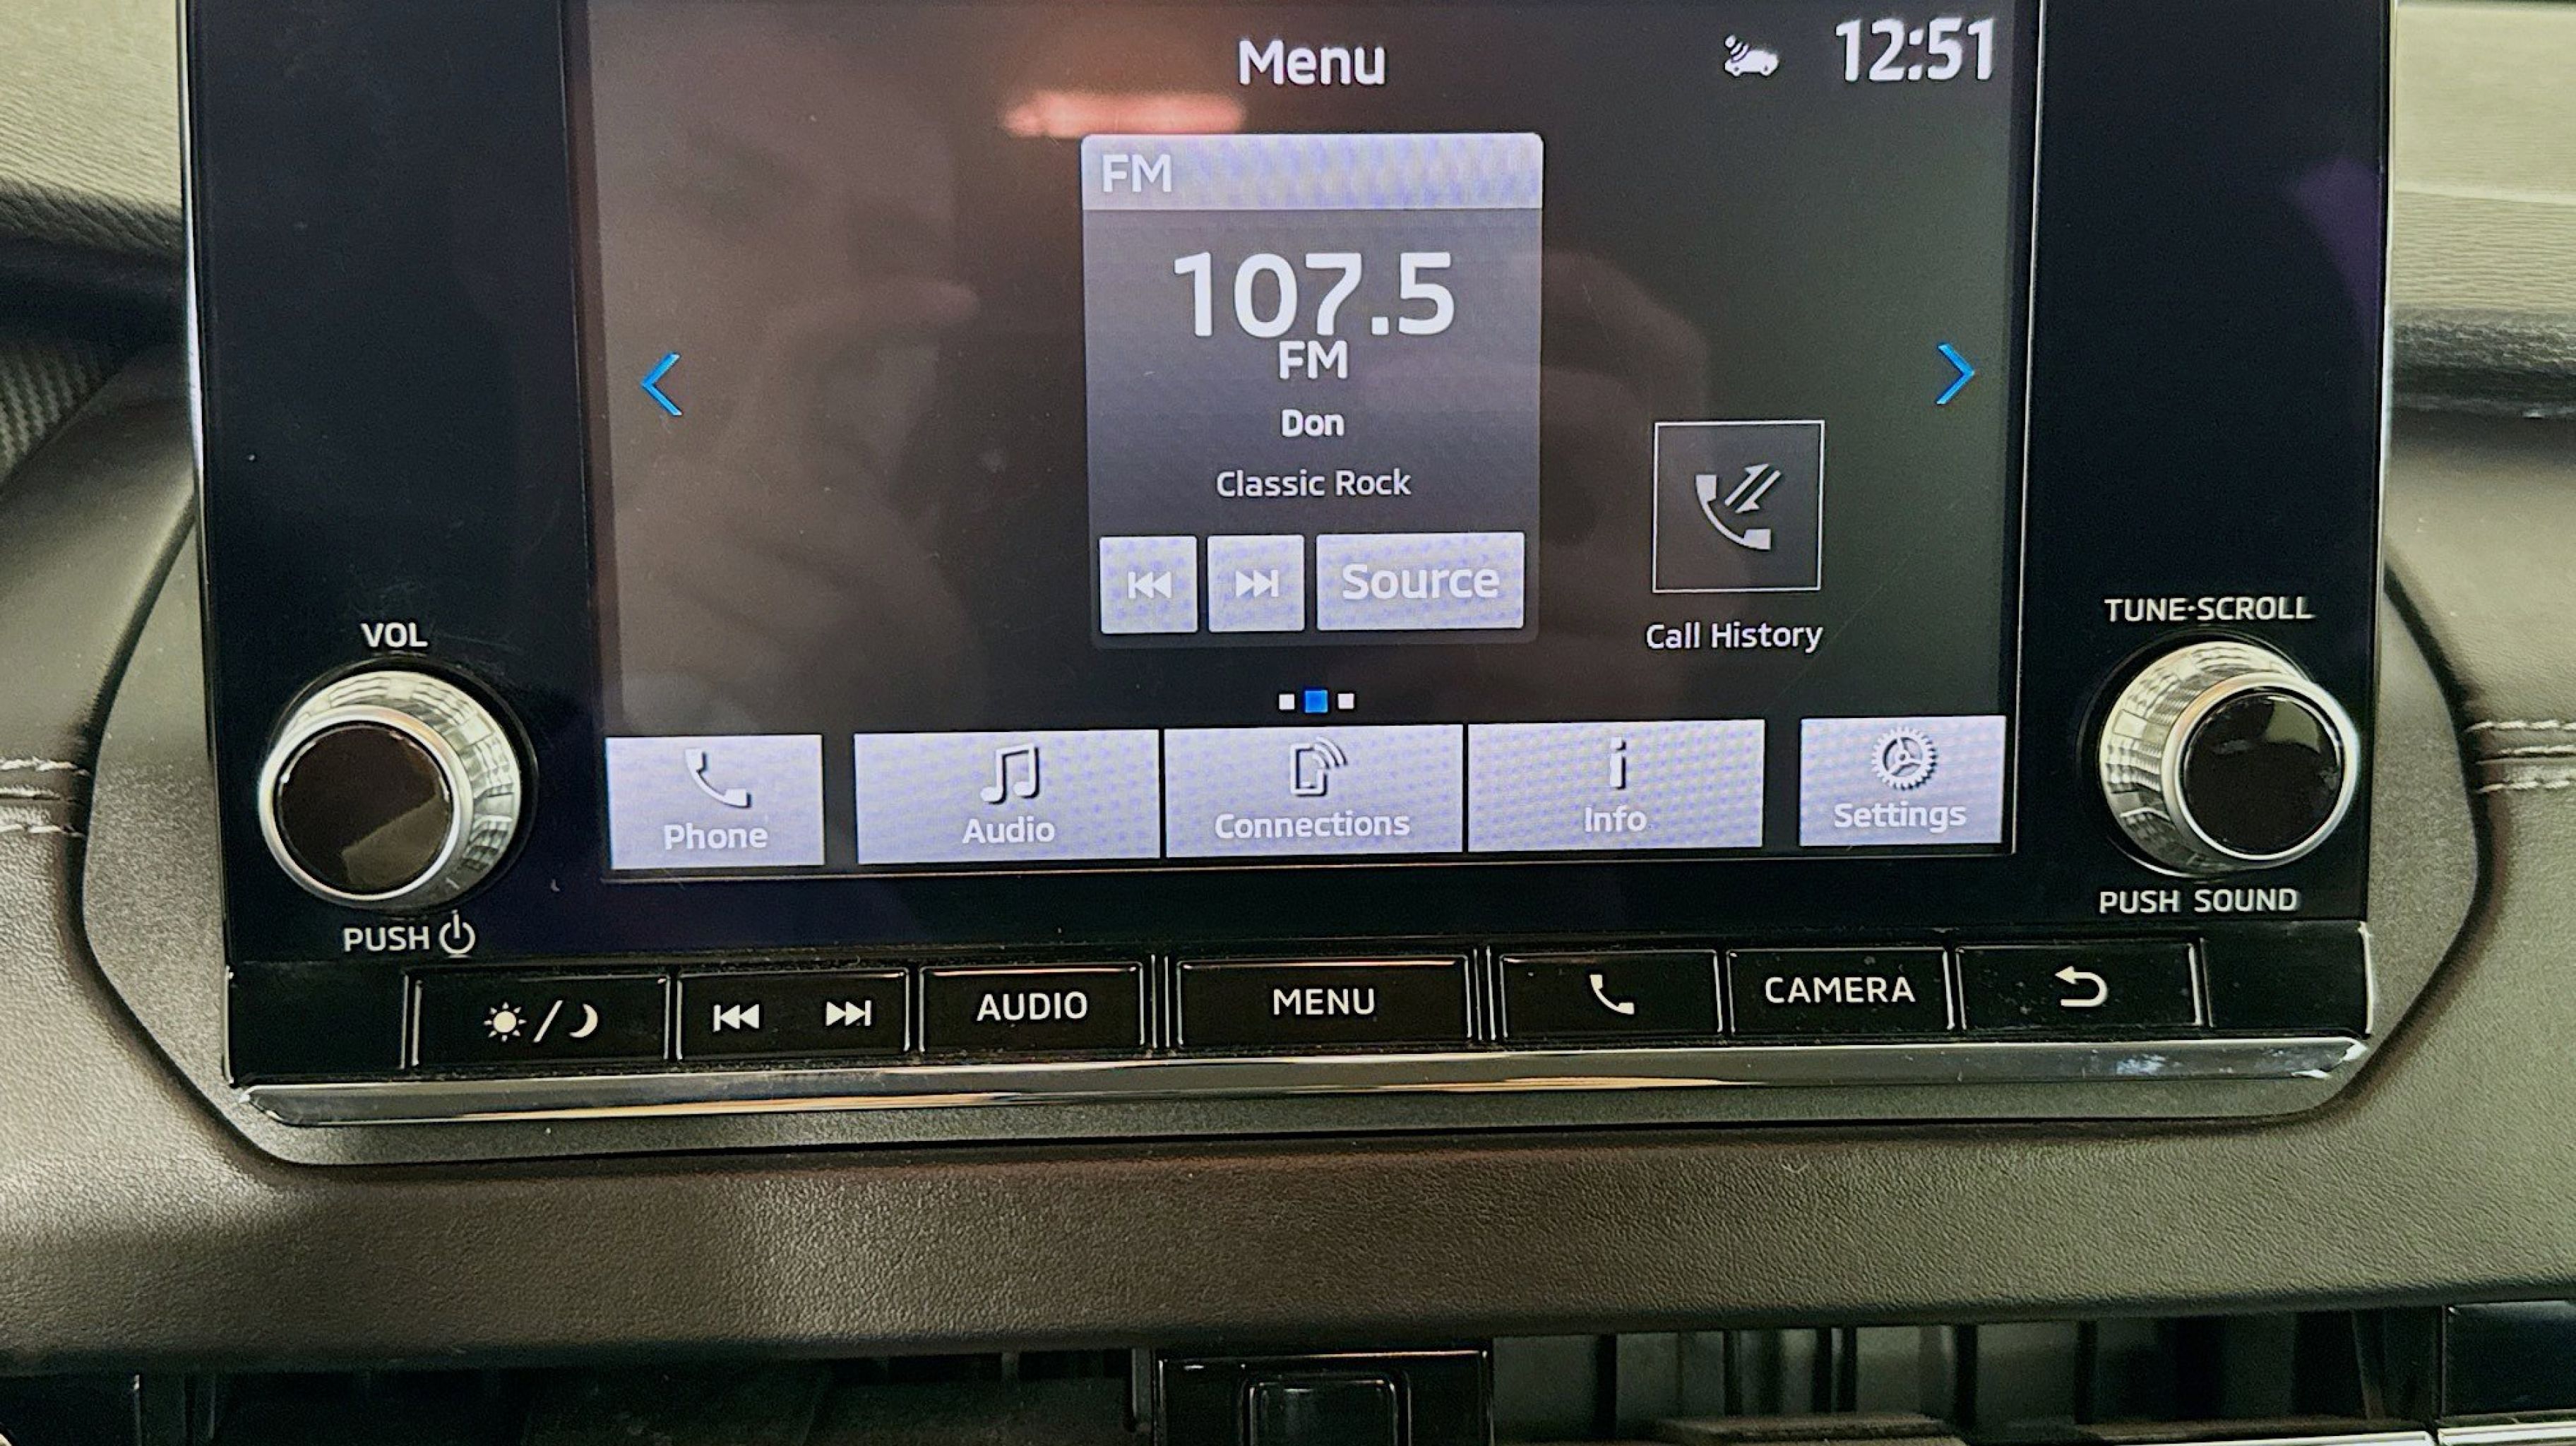 Menu
12:51
FM
107.5
FM
Don
Classic Rock
Source
Call History
VOL
TUNE·SCROLL
Phone
Audio
Connections
Info
Settings
PUSH
PUSH SOUND
AUDIO
MENU
CAMERA